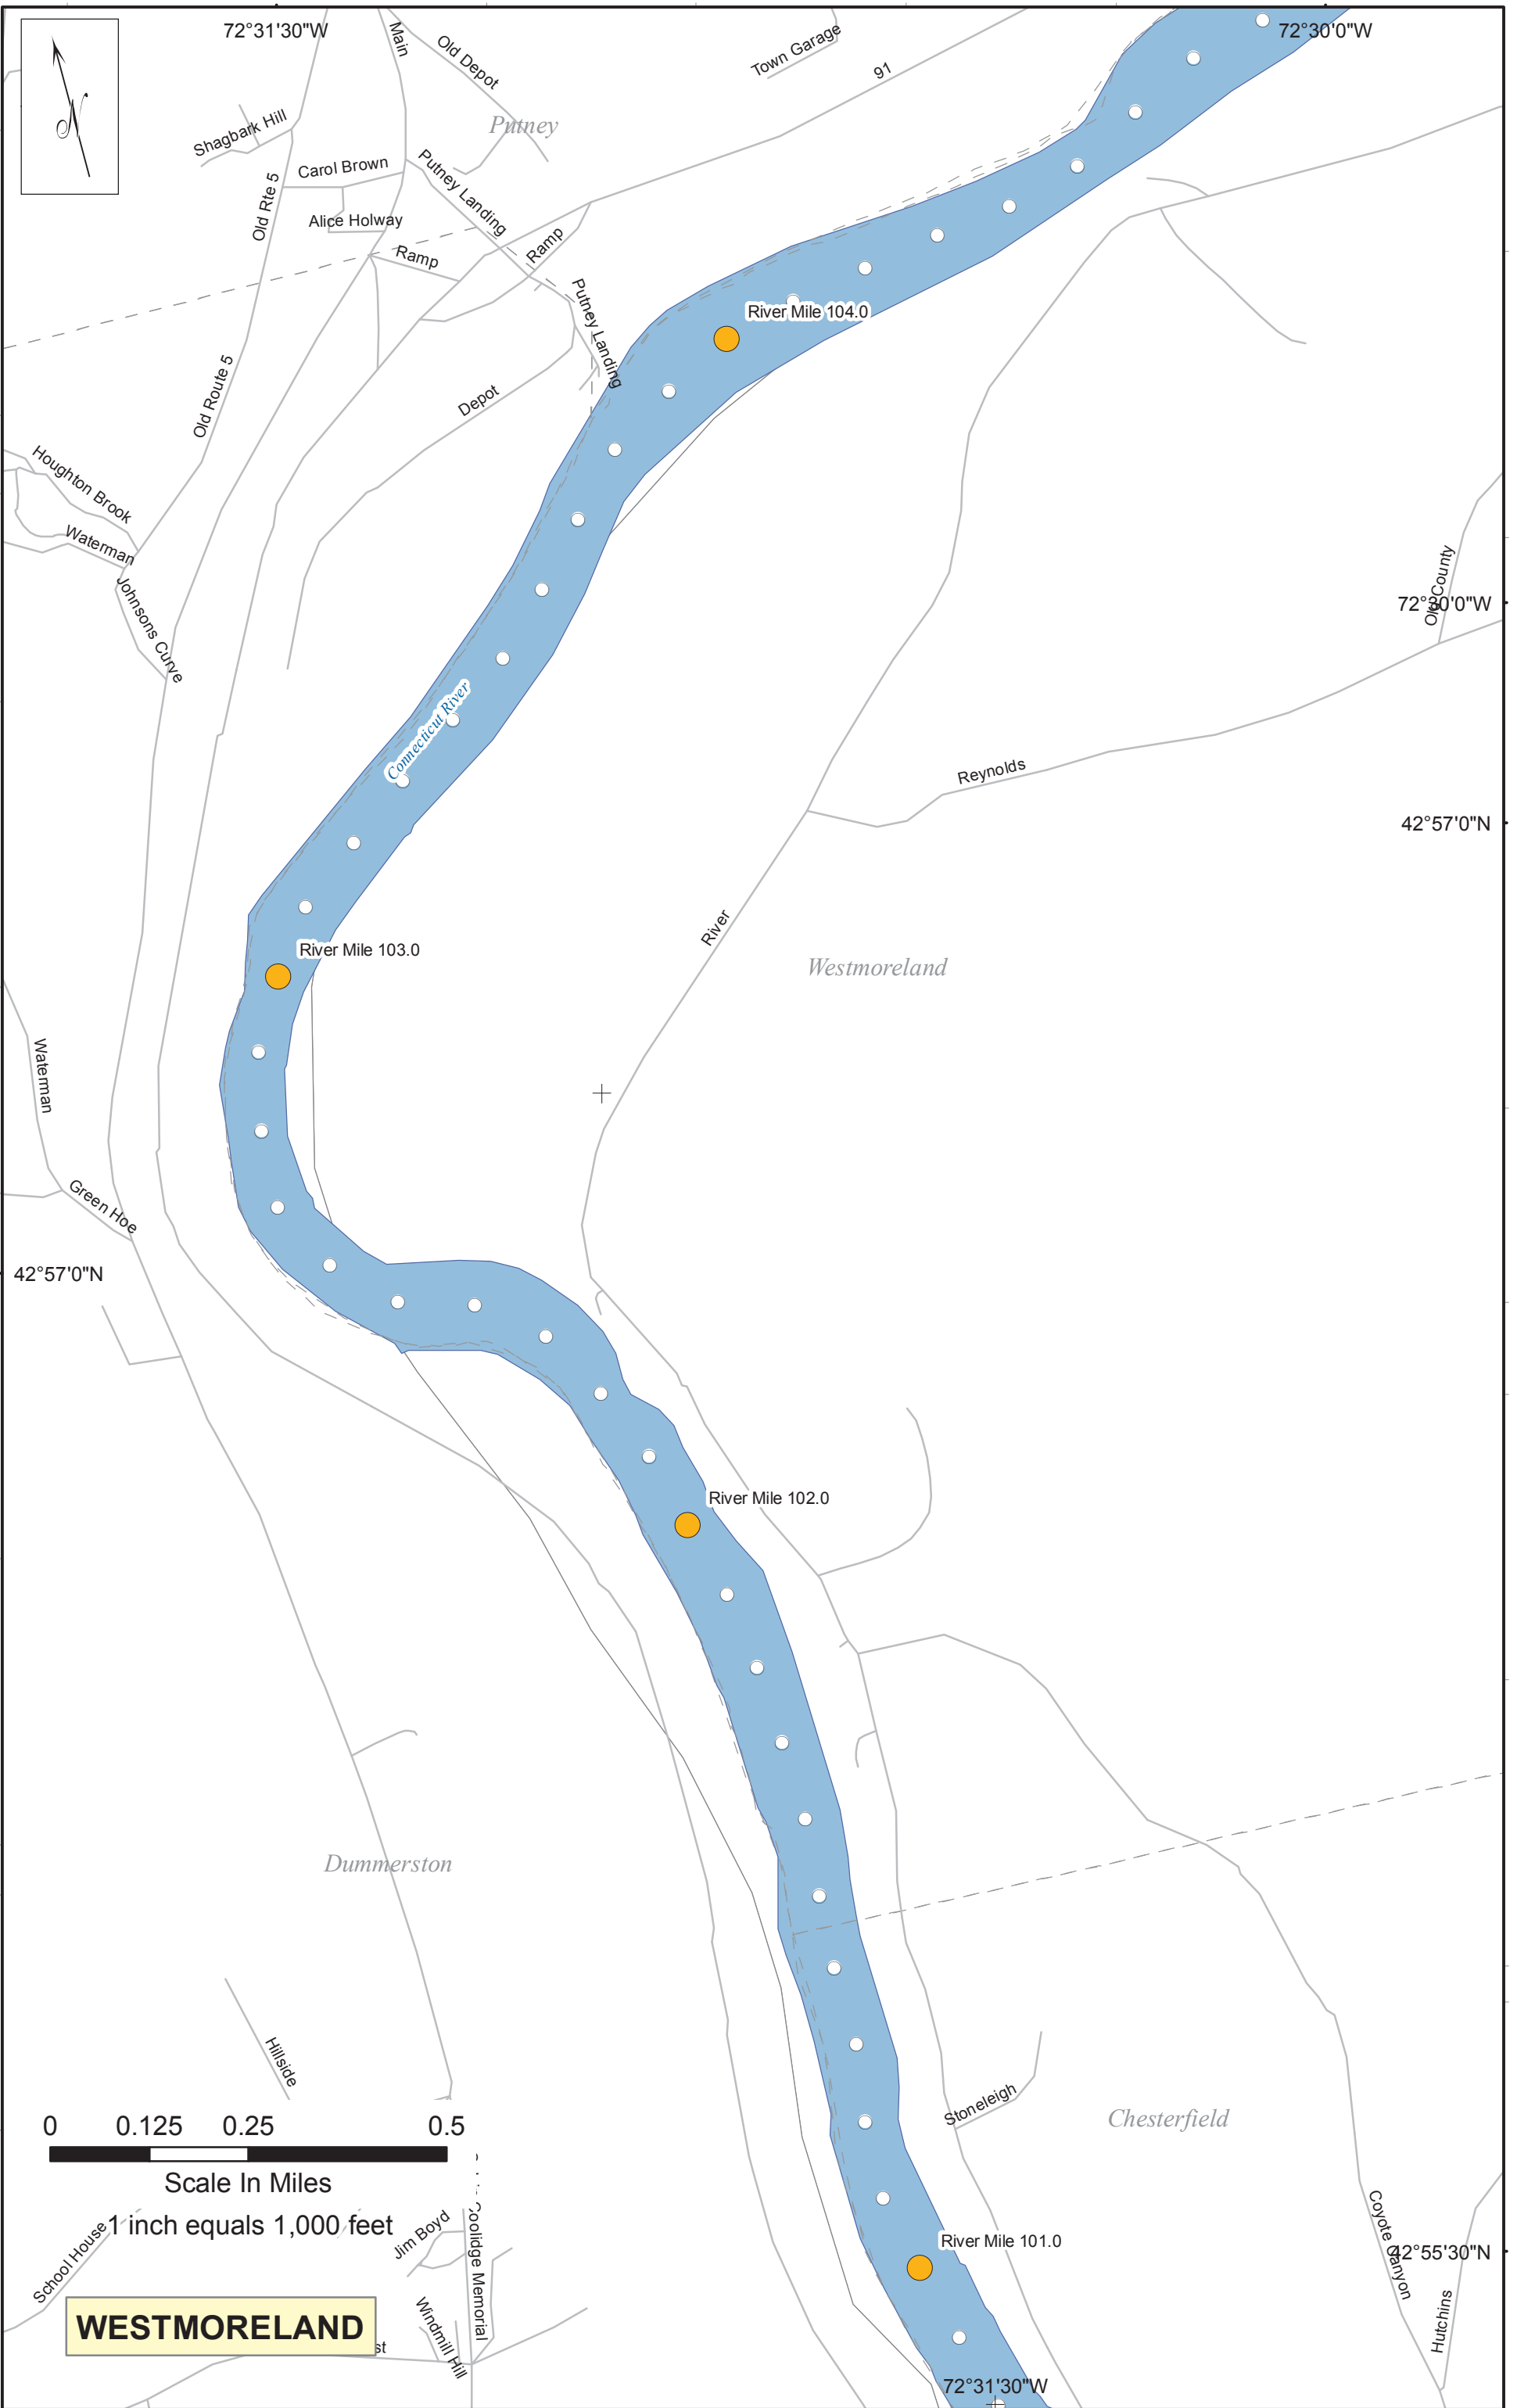 72°31'30"W
72°30'0"W
Main
Old Depot
Town Garage
91
N
Putney
Shagbark Hill
Carol Brown
Putney Landing
Old Rte 5
Alice Holway
Ramp
Ramp
Putney Landing
River Mile 104.0
Old Route 5
Depot
Houghton Brook
Waterman
Johnsons Curve
Old County
72°30'0"W
Connecticut River
Reynolds
42°57'0"N
River
River Mile 103.0
Westmoreland
Waterman
Green Hoe
42°57'0"N
River Mile 102.0
Dummerston
Hillside
Stoneleigh
Chesterfield
0 0.125 0.25 0.5
Scale In Miles
1 inch equals 1,000 feet
School House
Jim Boyd
oolidge Memorial
River Mile 101.0
Coyote Canyon
42°55'30"N
Hutchins
WESTMORELAND
st
Windmill Hill
72°31'30"W